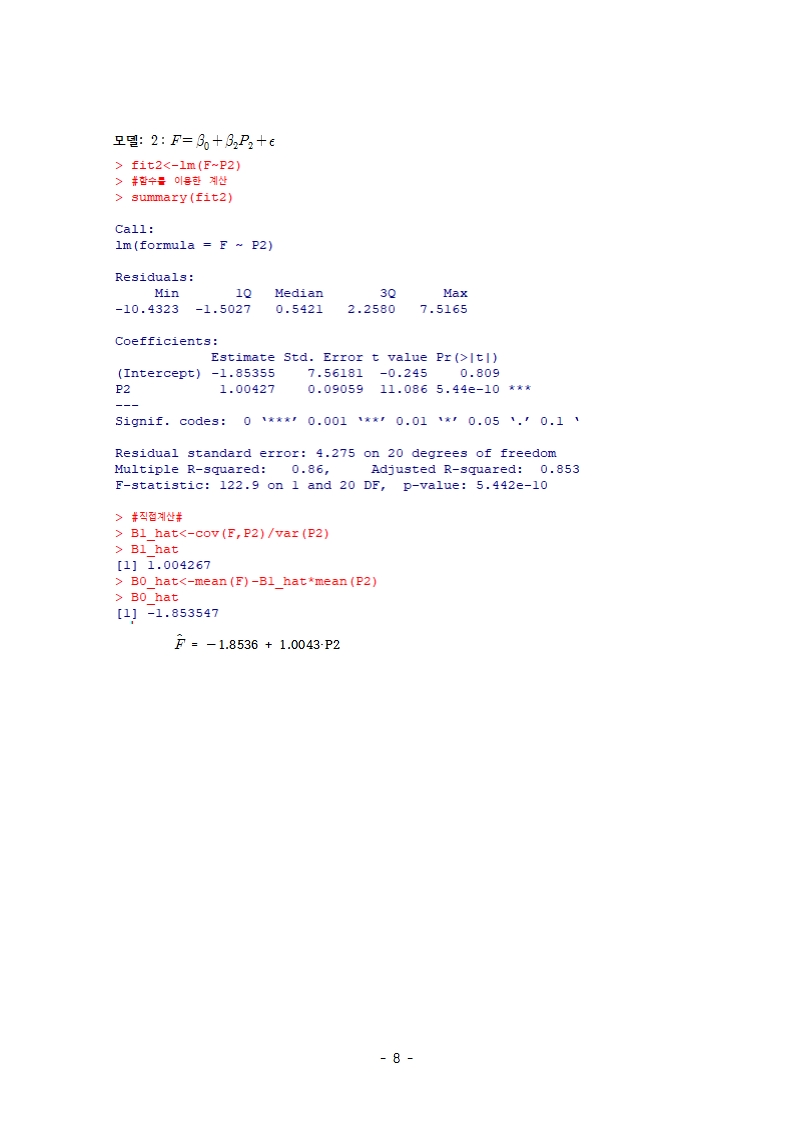 모델: 2 : F = β₀ + β₂P₂ + ϵ
> fit2<-lm(F~P2)
> #함수를 이용한 계산
> summary(fit2)
Call:
lm(formula = F ~ P2)
Residuals:
     Min       1Q   Median       3Q      Max
-10.4323  -1.5027   0.5421   2.2580   7.5165
Coefficients:
            Estimate Std. Error t value Pr(>|t|)
(Intercept) -1.85355    7.56181  -0.245    0.809
P2           1.00427    0.09059  11.086 5.44e-10 ***
---
Signif. codes:  0 ‘***’ 0.001 ‘**’ 0.01 ‘*’ 0.05 ‘.’ 0.1 ‘
Residual standard error: 4.275 on 20 degrees of freedom
Multiple R-squared:   0.86,     Adjusted R-squared:  0.853
F-statistic: 122.9 on 1 and 20 DF,  p-value: 5.442e-10
> #직접계산#
> B1_hat<-cov(F,P2)/var(P2)
> B1_hat
[1] 1.004267
> B0_hat<-mean(F)-B1_hat*mean(P2)
> B0_hat
[1] -1.853547
F̂ = −1.8536 + 1.0043·P2
- 8 -